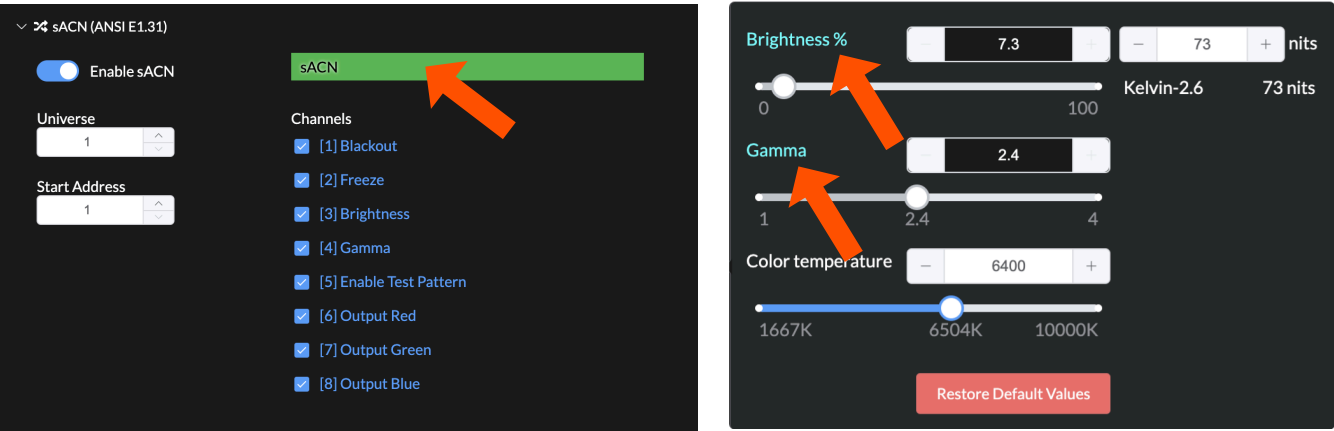 sACN (ANSI E1.31)
Enable sACN
sACN
Universe
1
Start Address
1
Channels
[1] Blackout
[2] Freeze
[3] Brightness
[4] Gamma
[5] Enable Test Pattern
[6] Output Red
[7] Output Green
[8] Output Blue
Brightness % − 7.3 + − 73 + nits
0 100
Kelvin-2.6 73 nits
Gamma − 2.4 +
1 2.4 4
Color temperature − 6400 +
1667K 6504K 10000K
Restore Default Values